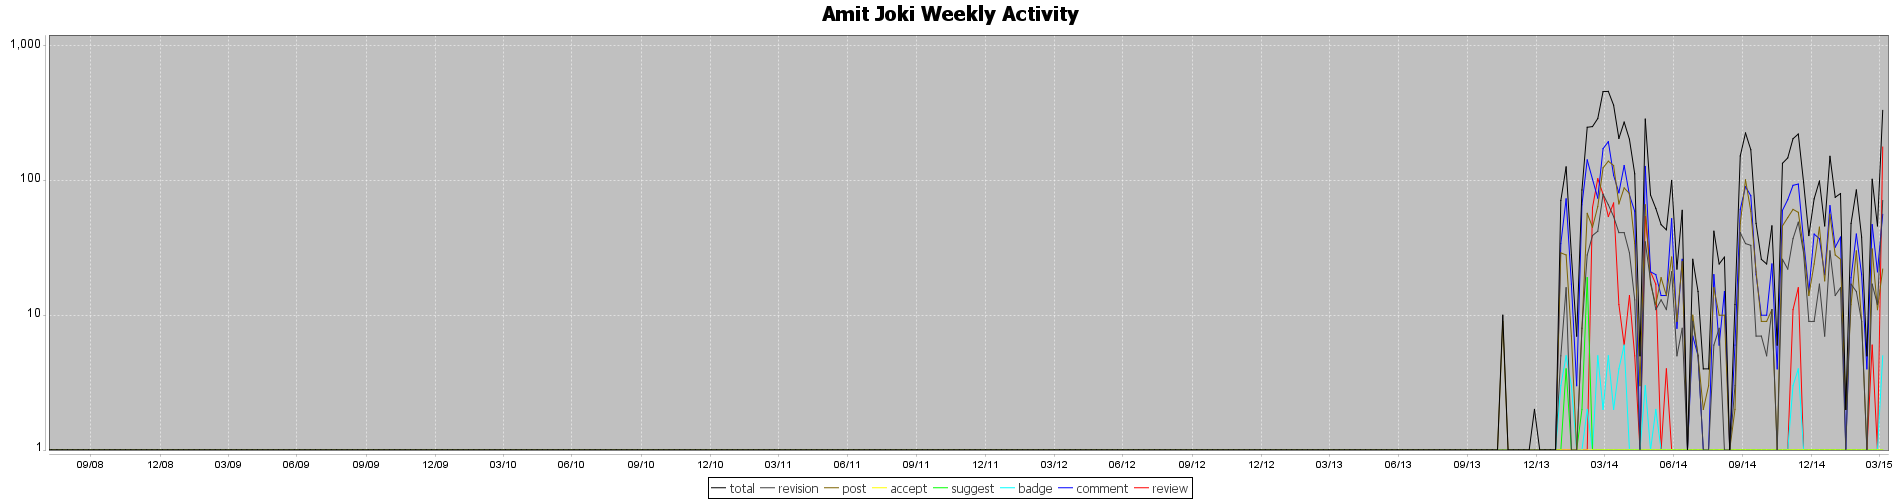 Amit Joki Weekly Activity
1,000
100
10
1
09/08 12/08 03/09 06/09 09/09 12/09 03/10 06/10 09/10 12/10 03/11 06/11 09/11 12/11 03/12 06/12 09/12 12/12 03/13 06/13 09/13 12/13 03/14 06/14 09/14 12/14 03/15
total revision post accept suggest badge comment review